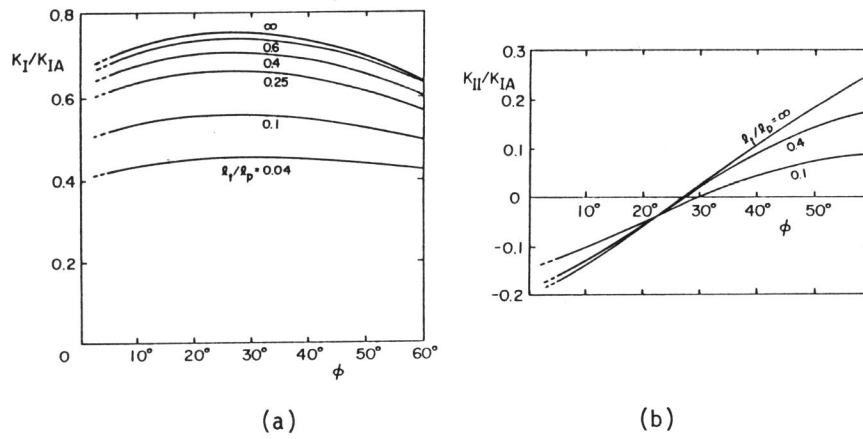 0.8
K_I/K_IA
0.6
0.4
0.2
0
∞
0.6
0.4
0.25
0.1
ℓ_t/ℓ_p = 0.04
10° 20° 30° 40° 50° 60°
ϕ
(a)
0.3
K_II/K_IA
0.2
0.1
0
-0.1
-0.2
ℓ_t/ℓ_p = ∞
0.4
0.1
10° 20° 30° 40° 50°
ϕ
(b)